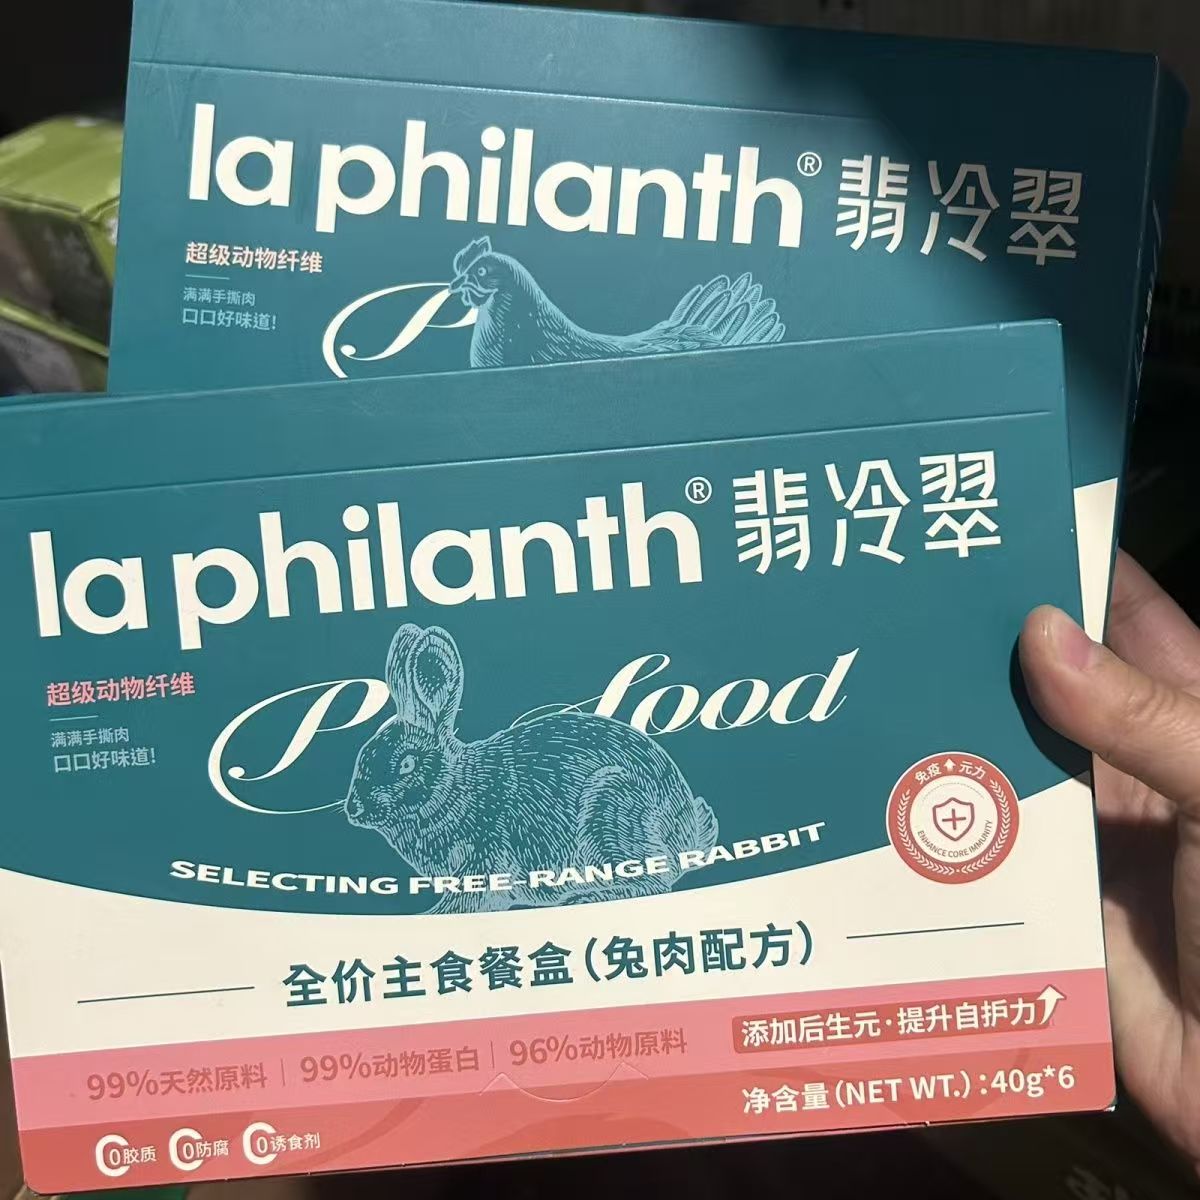 la philanth® 翡冷翠
超级动物纤维
满满手撕肉
口口好味道!
la philanth® 翡冷翠
超级动物纤维
满满手撕肉
口口好味道!
food
免疫元力
ENHANCE CORE IMMUNITY
SELECTING FREE-RANGE RABBIT
全价主食餐盒(兔肉配方)
99%天然原料 | 99%动物蛋白 | 96%动物原料
添加后生元·提升自护力
净含量(NET WT.):40g*6
0胶质 0防腐 0诱食剂